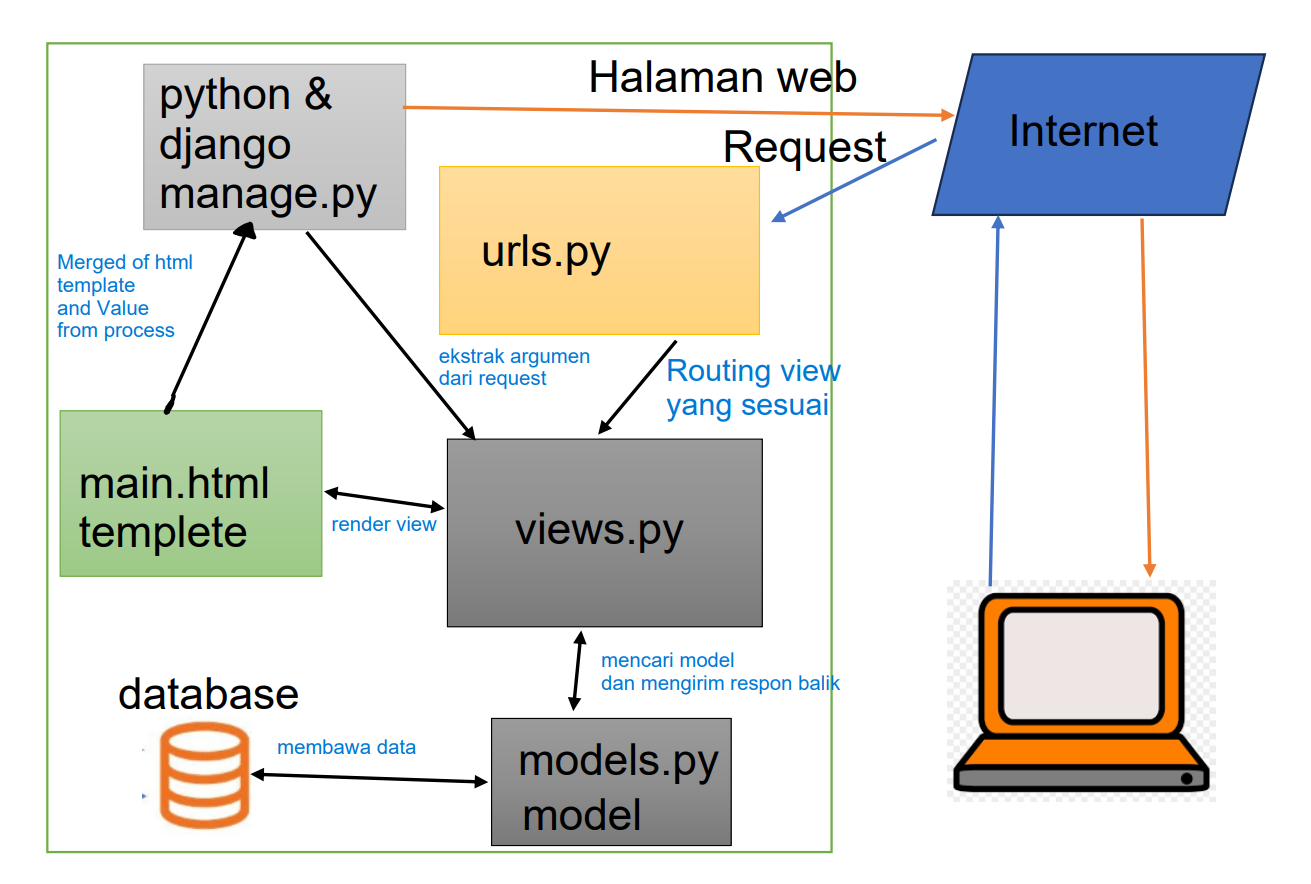 python &
django
manage.py
Halaman web
Request
Internet
urls.py
Merged of html
template
and Value
from process
ekstrak argumen
dari request
Routing view
yang sesuai
main.html
templete
render view
views.py
mencari model
dan mengirim respon balik
database
membawa data
models.py
model